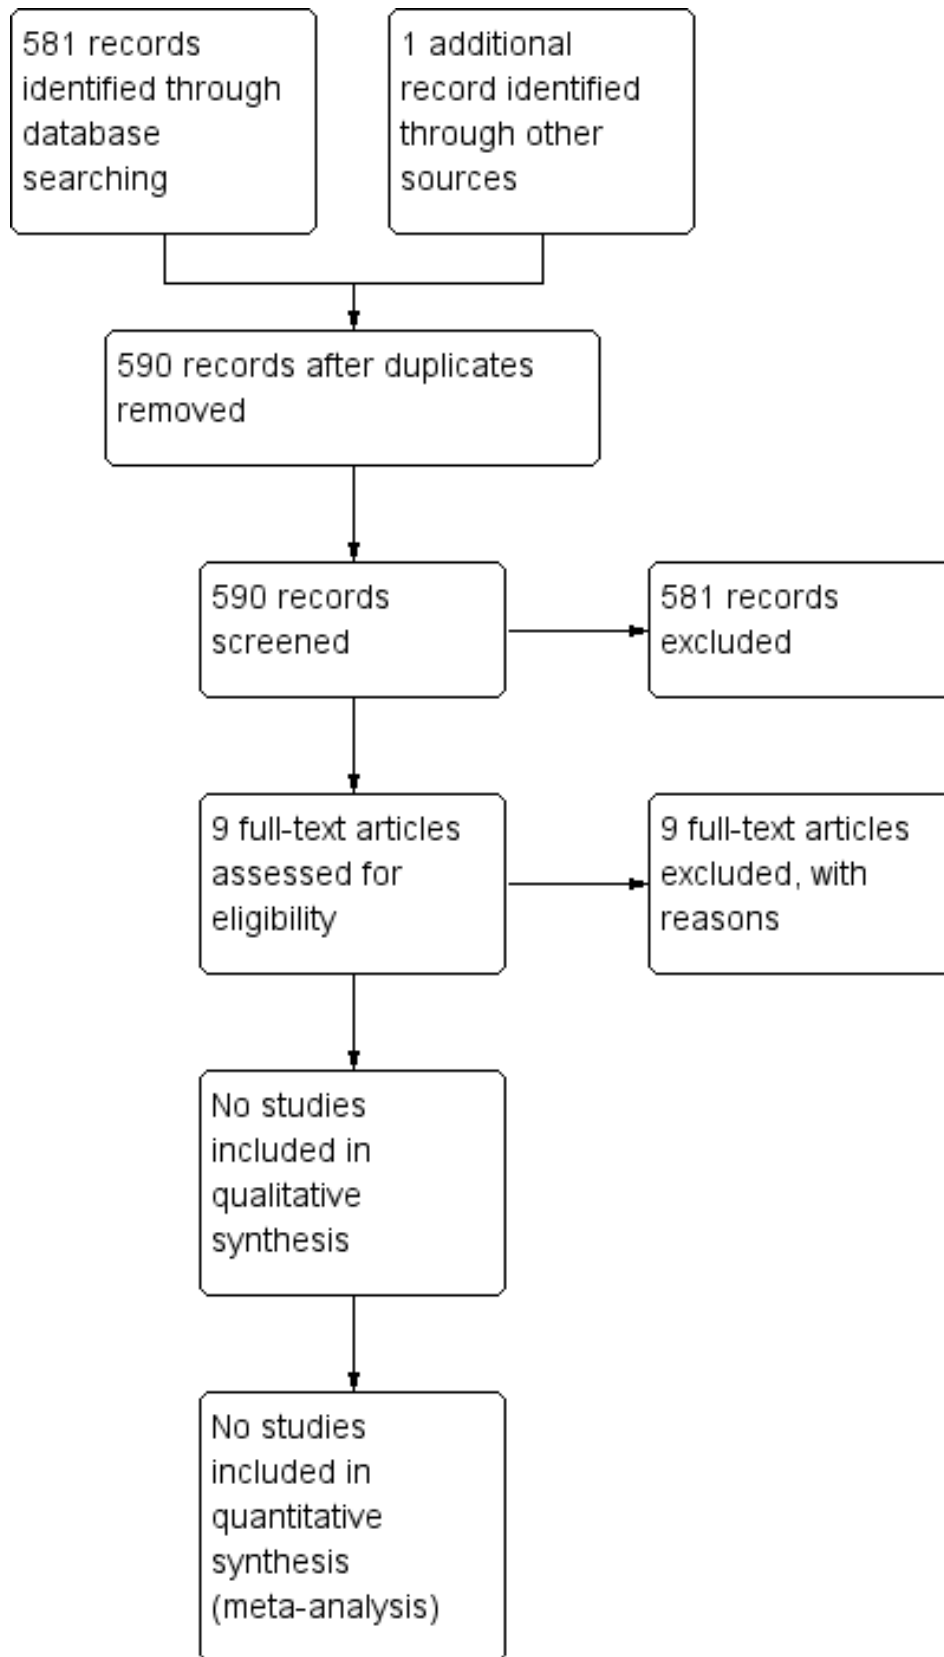 581 records
identified through
database
searching
1 additional
record identified
through other
sources
590 records after duplicates
removed
590 records
screened
581 records
excluded
9 full-text articles
assessed for
eligibility
9 full-text articles
excluded, with
reasons
No studies
included in
qualitative
synthesis
No studies
included in
quantitative
synthesis
(meta-analysis)